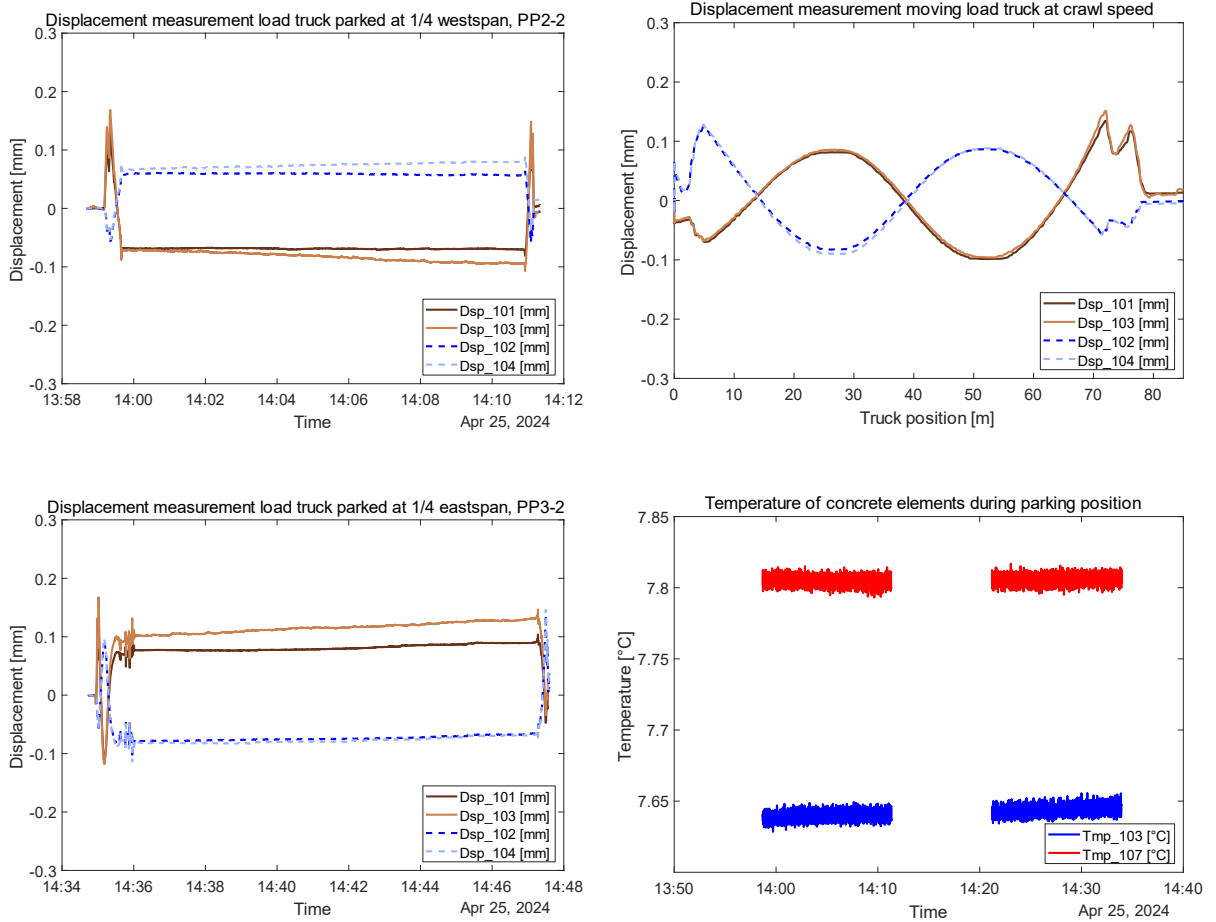 Displacement measurement load truck parked at 1/4 westspan, PP2-2
0.3
0.2
0.1
0
-0.1
-0.2
-0.3
Displacement [mm]
13:58 14:00 14:02 14:04 14:06 14:08 14:10 14:12
Time
Apr 25, 2024
Dsp_101 [mm]
Dsp_103 [mm]
Dsp_102 [mm]
Dsp_104 [mm]
Displacement measurement moving load truck at crawl speed
0.3
0.2
0.1
0
-0.1
-0.2
-0.3
Displacement [mm]
0 10 20 30 40 50 60 70 80
Truck position [m]
Dsp_101 [mm]
Dsp_103 [mm]
Dsp_102 [mm]
Dsp_104 [mm]
Displacement measurement load truck parked at 1/4 eastspan, PP3-2
0.3
0.2
0.1
0
-0.1
-0.2
-0.3
Displacement [mm]
14:34 14:36 14:38 14:40 14:42 14:44 14:46 14:48
Time
Apr 25, 2024
Dsp_101 [mm]
Dsp_103 [mm]
Dsp_102 [mm]
Dsp_104 [mm]
Temperature of concrete elements during parking position
7.85
7.8
7.75
7.7
7.65
Temperature [°C]
13:50 14:00 14:10 14:20 14:30 14:40
Time
Apr 25, 2024
Tmp_103 [°C]
Tmp_107 [°C]